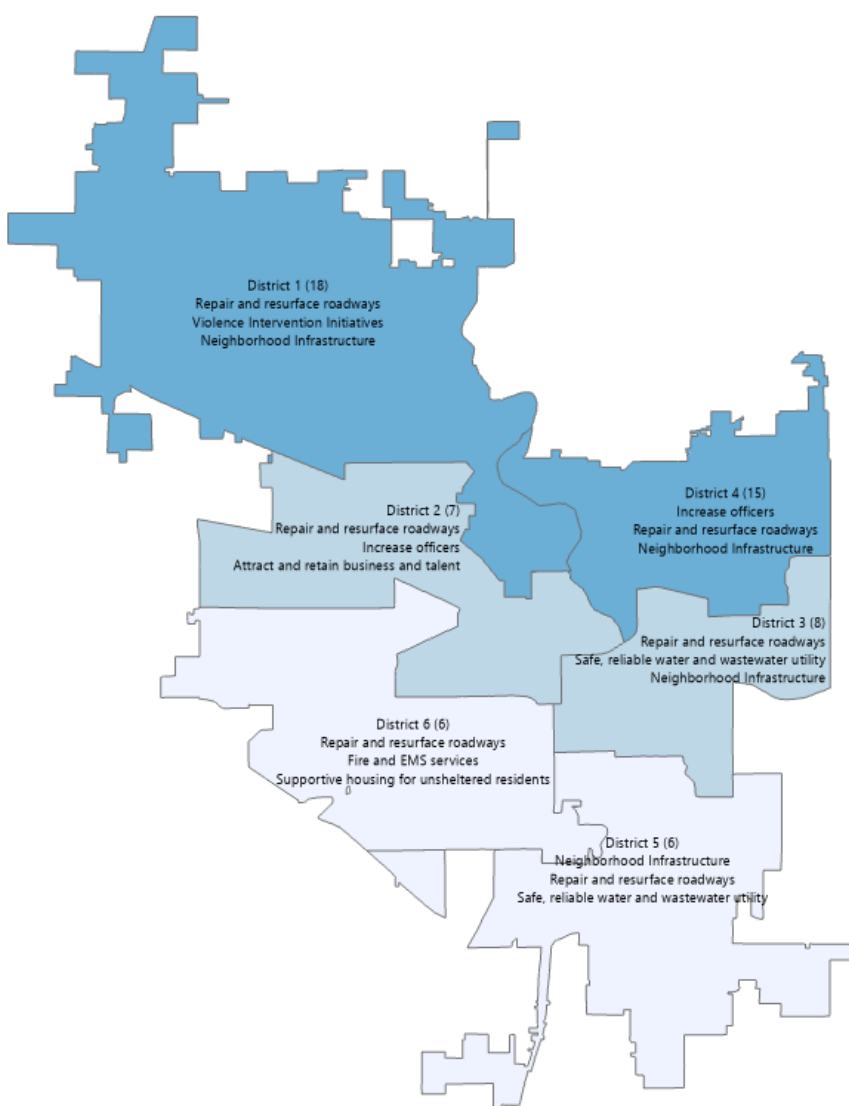 District 1 (18)
Repair and resurface roadways
Violence Intervention Initiatives
Neighborhood Infrastructure
District 4 (15)
Increase officers
Repair and resurface roadways
Neighborhood Infrastructure
District 2 (7)
Repair and resurface roadways
Increase officers
Attract and retain business and talent
District 3 (8)
Repair and resurface roadways
Safe, reliable water and wastewater utility
Neighborhood Infrastructure
District 6 (6)
Repair and resurface roadways
Fire and EMS services
Supportive housing for unsheltered residents
District 5 (6)
Neighborhood Infrastructure
Repair and resurface roadways
Safe, reliable water and wastewater utility